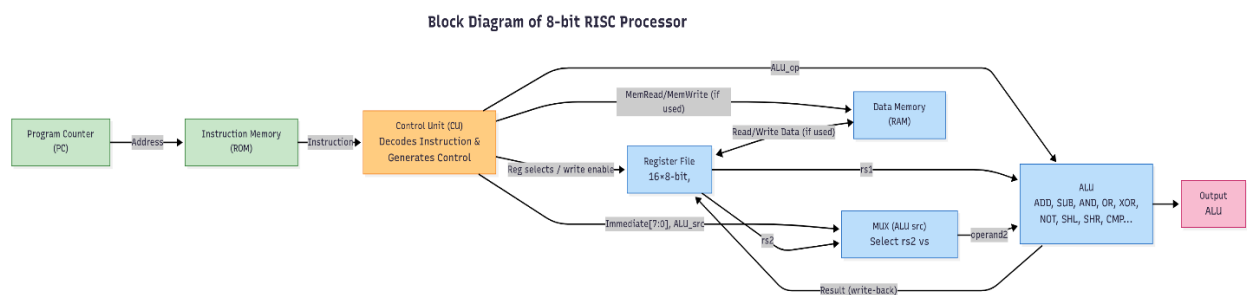 Block Diagram of 8-bit RISC Processor
ALU_op
MemRead/MemWrite (if
used)
Data Memory
(RAM)
Program Counter
(PC)
Address
Instruction Memory
(ROM)
Instruction
Control Unit (CU)
Decodes Instruction &
Generates Control
Read/Write Data (if used)
Reg selects / write enable
Register File
16×8-bit,
rs1
ALU
ADD, SUB, AND, OR, XOR,
NOT, SHL, SHR, CMP...
Output
ALU
Immediate[7:0], ALU_src
rs2
MUX (ALU src)
Select rs2 vs
operand2
Result (write-back)